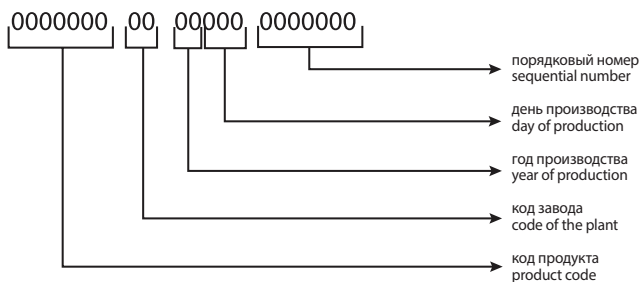 0000000 00 00000 0000000
порядковый номер
sequential number
день производства
day of production
год производства
year of production
код завода
code of the plant
код продукта
product code